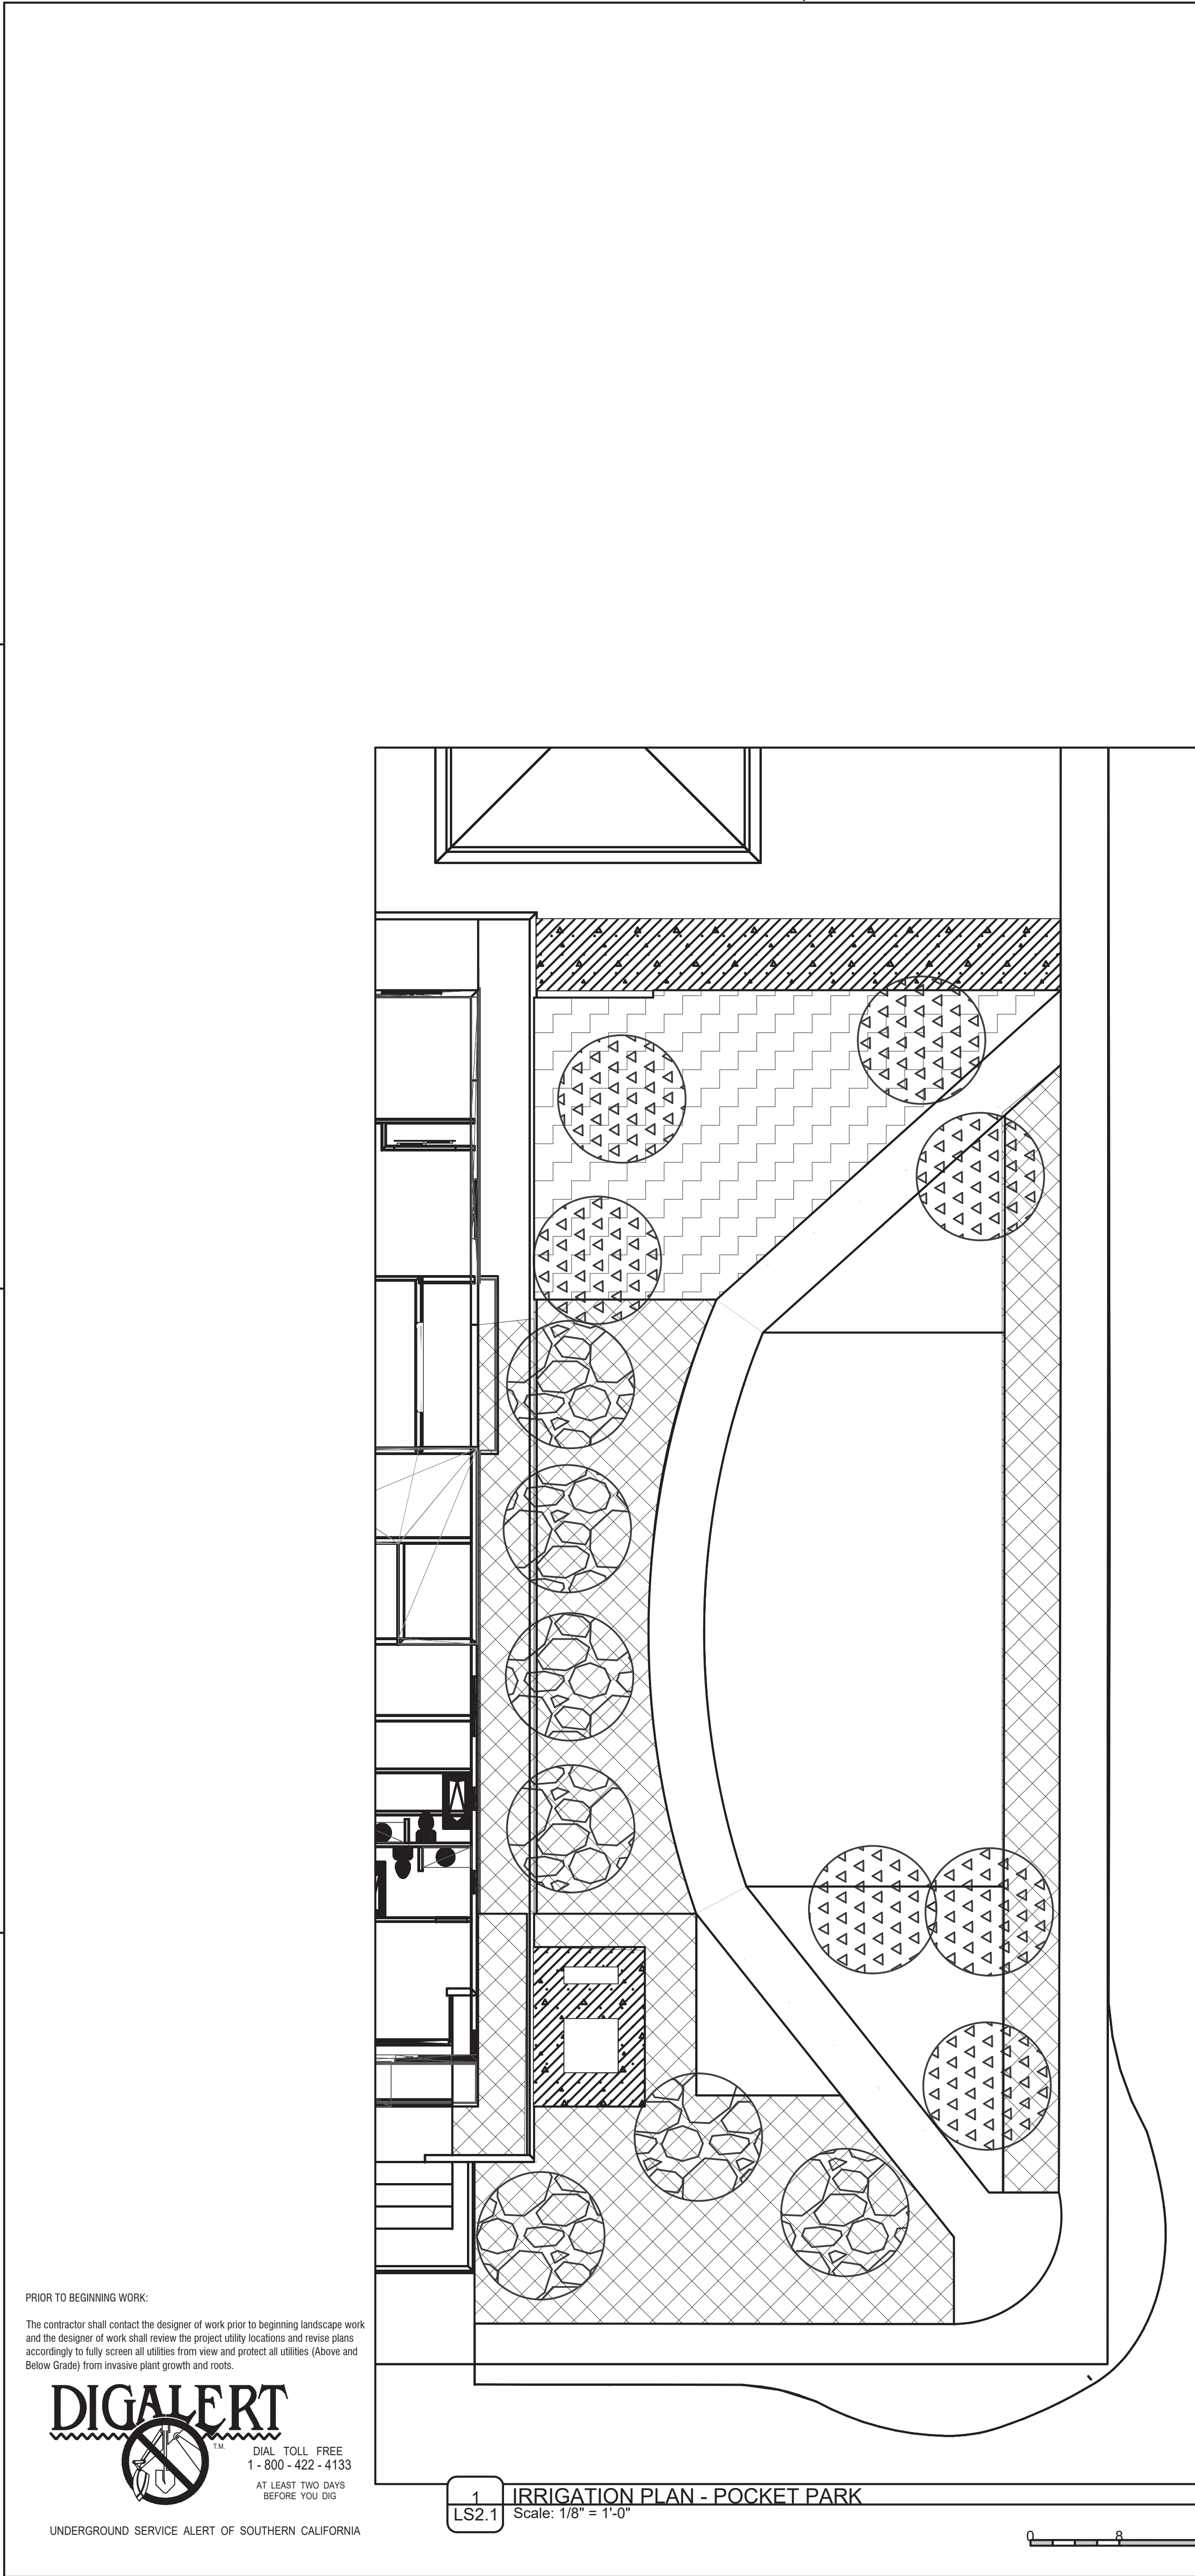 PRIOR TO BEGINNING WORK:
The contractor shall contact the designer of work prior to beginning landscape work
and the designer of work shall review the project utility locations and revise plans
accordingly to fully screen all utilities from view and protect all utilities (Above and
Below Grade) from invasive plant growth and roots.
DIGALERT
T.M.
DIAL TOLL FREE
1 - 800 - 422 - 4133
AT LEAST TWO DAYS
BEFORE YOU DIG
UNDERGROUND SERVICE ALERT OF SOUTHERN CALIFORNIA
1
LS2.1
IRRIGATION PLAN - POCKET PARK
Scale: 1/8" = 1'-0"
0 8